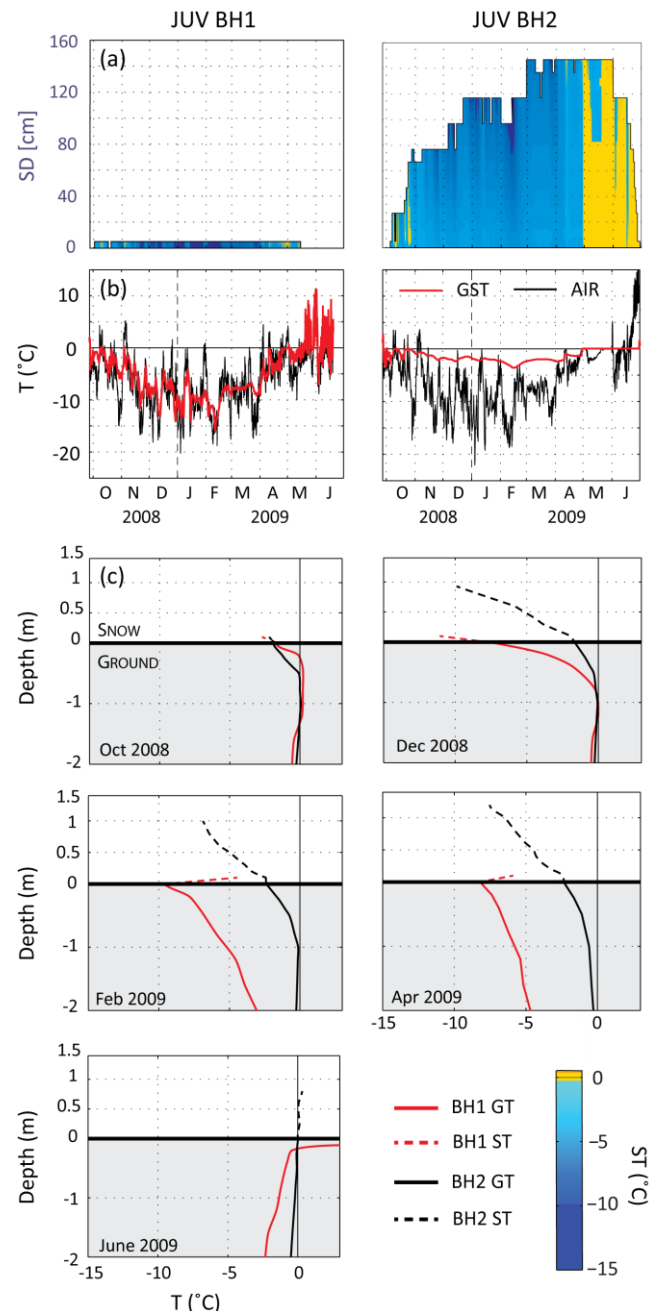 JUV BH1 JUV BH2
160
120
80
40
0
SD [cm]
(a)
(b)
10
0
-10
-20
T (˚C)
GST AIR
O N D J F M A M J
2008 2009
O N D J F M A M J
2008 2009
(c)
1.5
1
0.5
0
-1
-2
Depth (m)
SNOW
GROUND
Oct 2008
-15 -10 -5 0
Dec 2008
1.5
1
0.5
0
-1
-2
Depth (m)
Feb 2009
Apr 2009
-15 -10 -5 0
1.5
1
0.5
0
-1
-2
Depth (m)
June 2009
-15 -10 -5 0
T (˚C)
BH1 GT
BH1 ST
BH2 GT
BH2 ST
0
-5
-10
-15
ST (˚C)